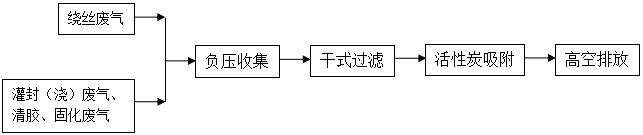 绕丝废气
灌封（浇）废气、
清胶、固化废气
负压收集
干式过滤
活性炭吸附
高空排放